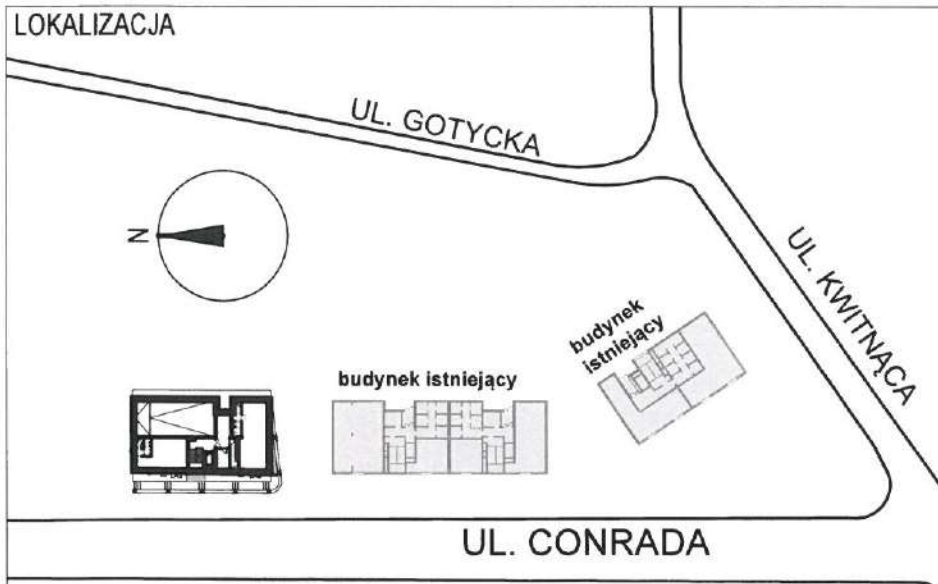 LOKALIZACJA
UL. GOTYCKA
N
UL. KWITNĄCA
budynek
istniejący
budynek istniejący
UL. CONRADA